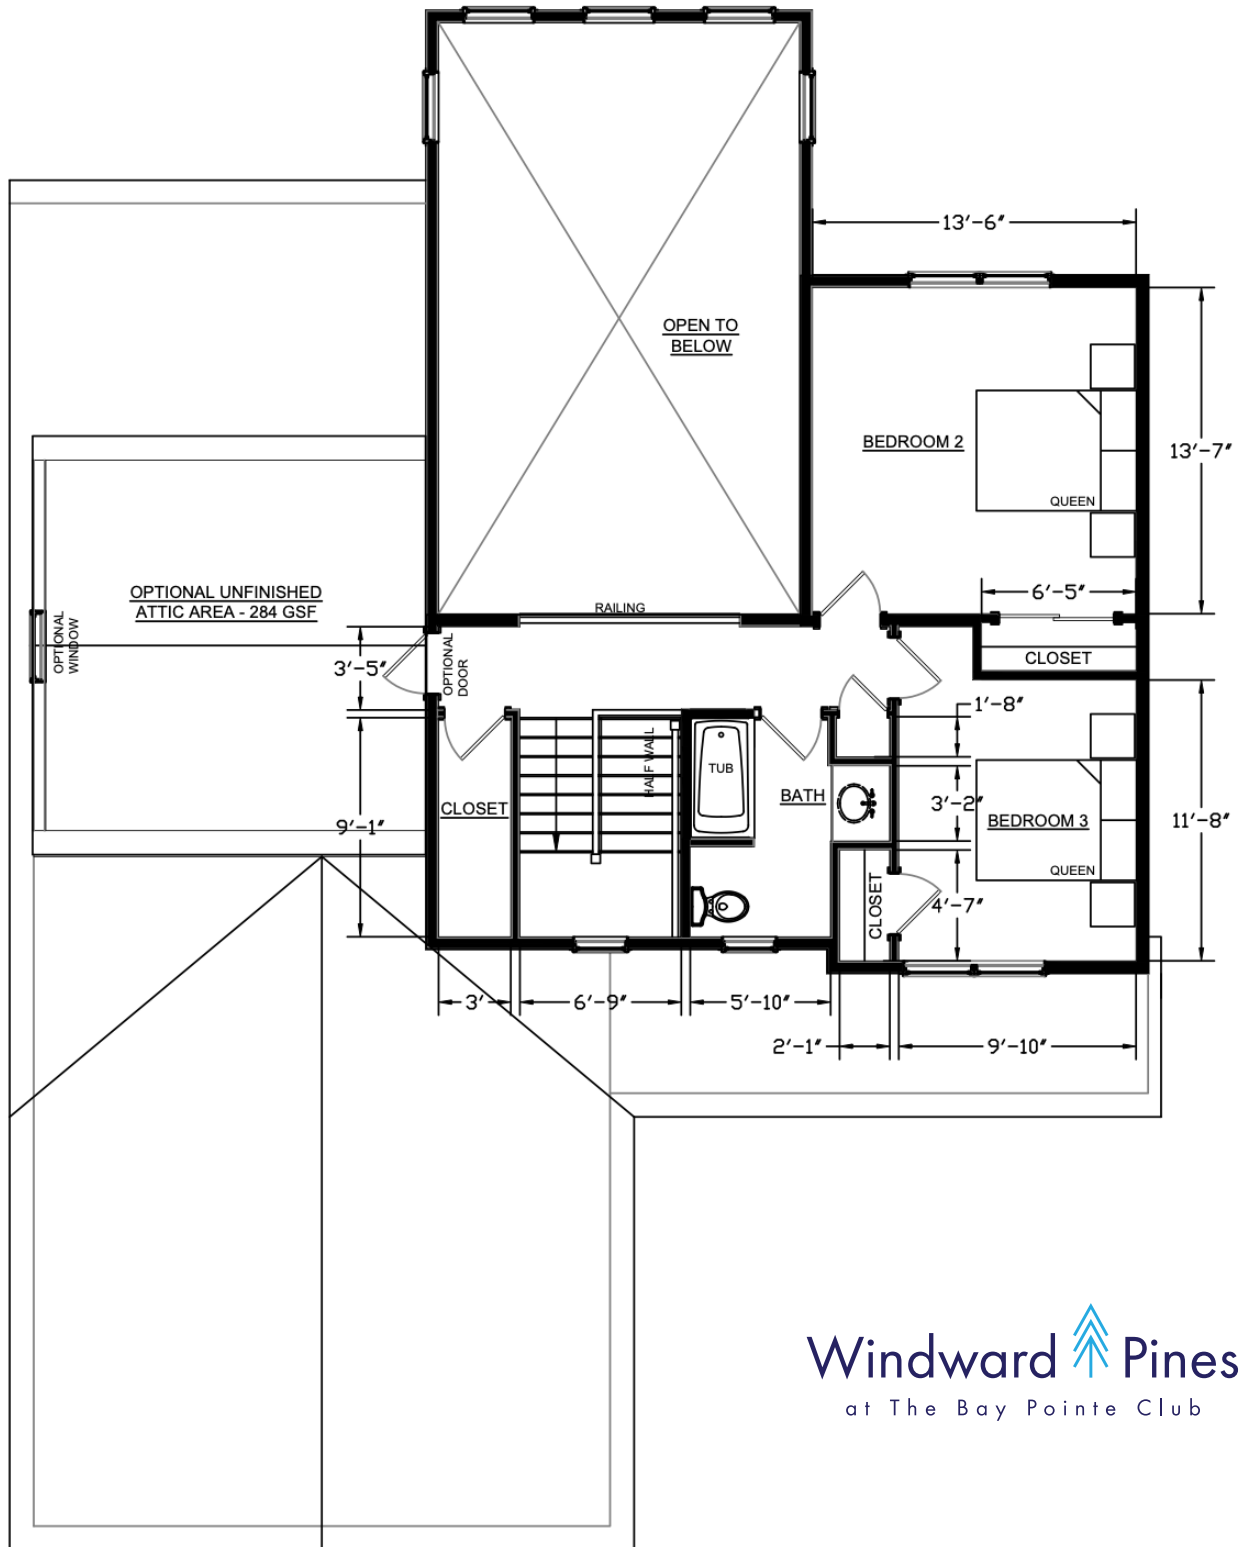 13'-6"
OPEN TO
BELOW
BEDROOM 2
13'-7"
QUEEN
OPTIONAL UNFINISHED
ATTIC AREA - 284 GSF
6'-5"
RAILING
OPTIONAL
WINDOW
OPTIONAL
DOOR
3'-5"
CLOSET
1'-8"
HALF WALL
TUB
BATH
CLOSET
3'-2"
BEDROOM 3
11'-8"
9'-1"
QUEEN
CLOSET
4'-7"
3'
6'-9"
5'-10"
2'-1"
9'-10"
Windward Pines
at The Bay Pointe Club